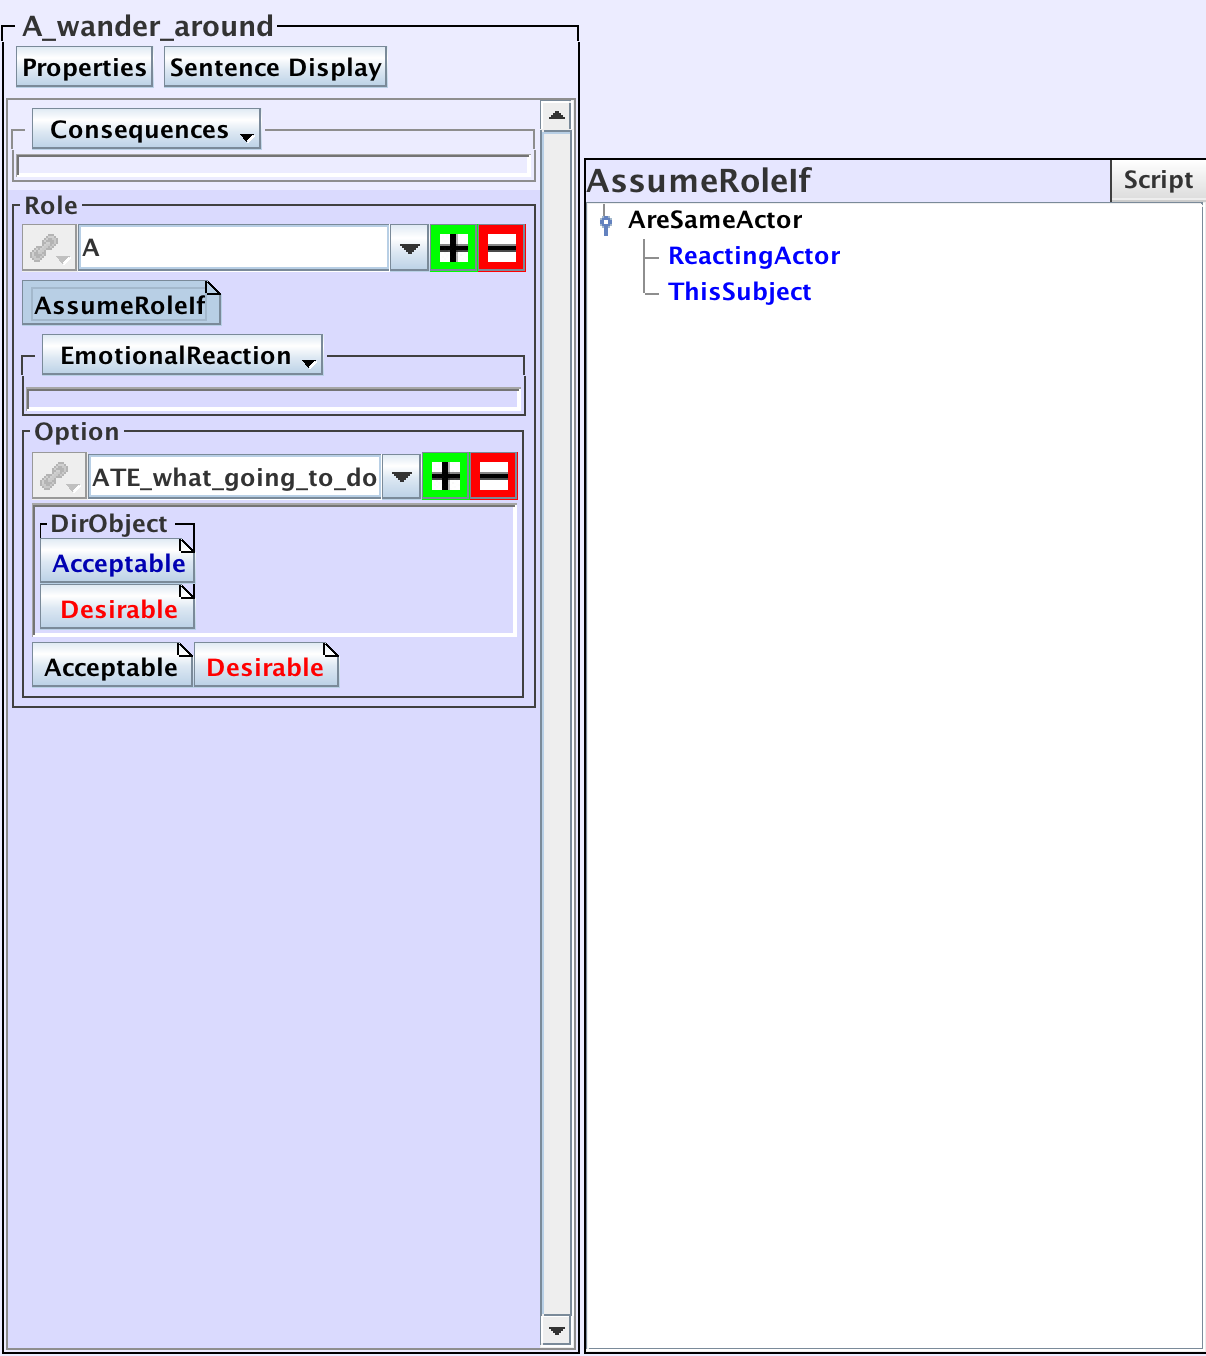 A_wander_around
Properties Sentence Display
Consequences
Role
A
AssumeRoleIf
EmotionalReaction
Option
ATE_what_going_to_do
DirObject
Acceptable
Desirable
Acceptable Desirable
AssumeRoleIf Script
AreSameActor
ReactingActor
ThisSubject